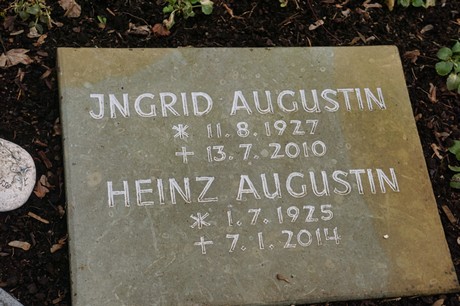 JNGRID AUGUSTIN
* 11.8.1927
+ 13.7.2010
HEINZ AUGUSTIN
* 1.7.1925
+ 7.1.2014